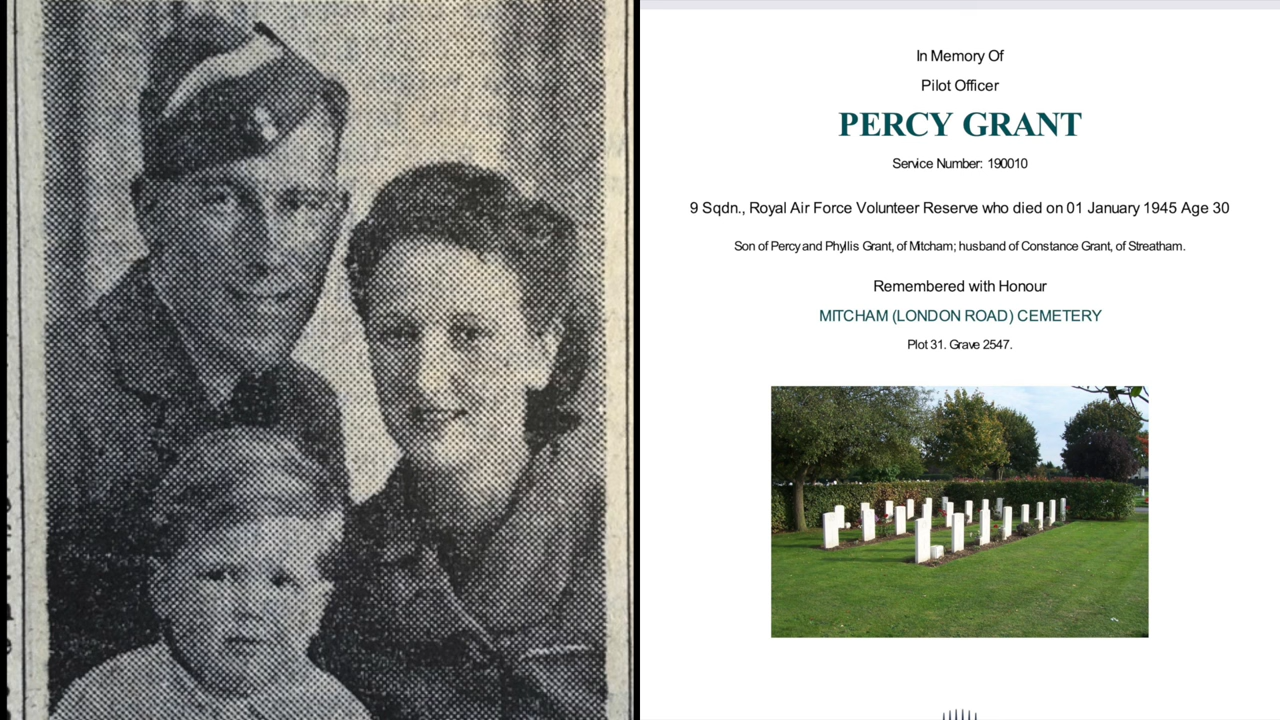 In Memory Of
Pilot Officer
PERCY GRANT
Service Number: 190010
9 Sqdn., Royal Air Force Volunteer Reserve who died on 01 January 1945 Age 30
Son of Percy and Phyllis Grant, of Mitcham; husband of Constance Grant, of Streatham.
Remembered with Honour
MITCHAM (LONDON ROAD) CEMETERY
Plot 31. Grave 2547.